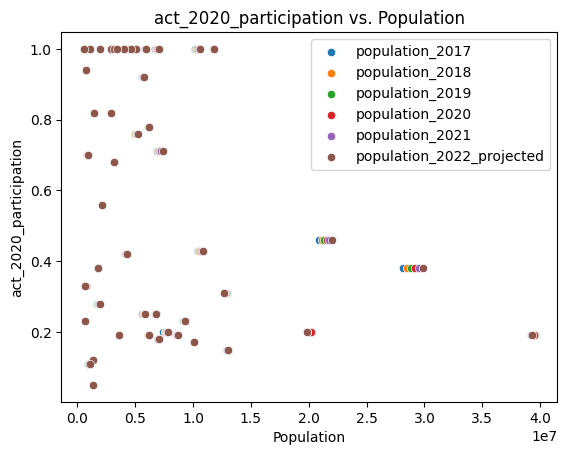 act_2020_participation vs. Population
population_2017
population_2018
population_2019
population_2020
population_2021
population_2022_projected
act_2020_participation
1.0
0.8
0.6
0.4
0.2
0.0 0.5 1.0 1.5 2.0 2.5 3.0 3.5 4.0
1e7
Population